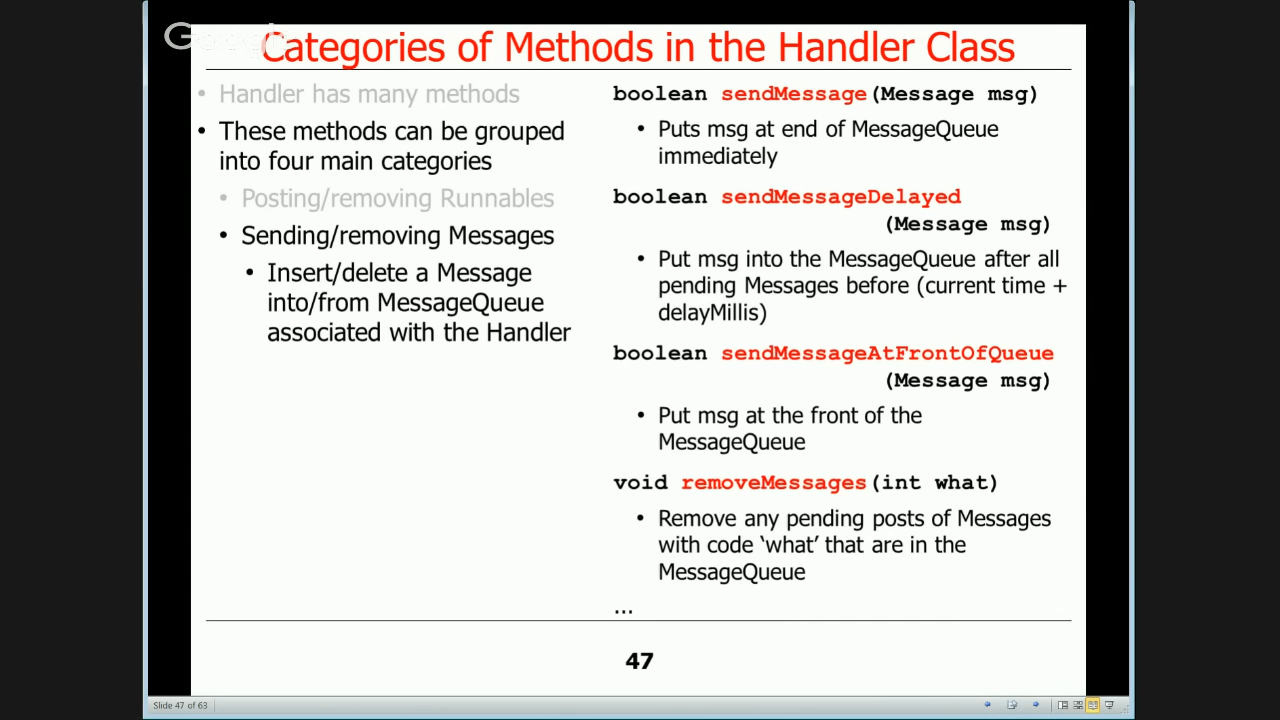 Google
Categories of Methods in the Handler Class
• Handler has many methods
• These methods can be grouped
into four main categories
• Posting/removing Runnables
• Sending/removing Messages
• Insert/delete a Message
into/from MessageQueue
associated with the Handler
boolean sendMessage(Message msg)
• Puts msg at end of MessageQueue
immediately
boolean sendMessageDelayed
(Message msg)
• Put msg into the MessageQueue after all
pending Messages before (current time +
delayMillis)
boolean sendMessageAtFrontOfQueue
(Message msg)
• Put msg at the front of the
MessageQueue
void removeMessages(int what)
• Remove any pending posts of Messages
with code ‘what’ that are in the
MessageQueue
…
47
Slide 47 of 63